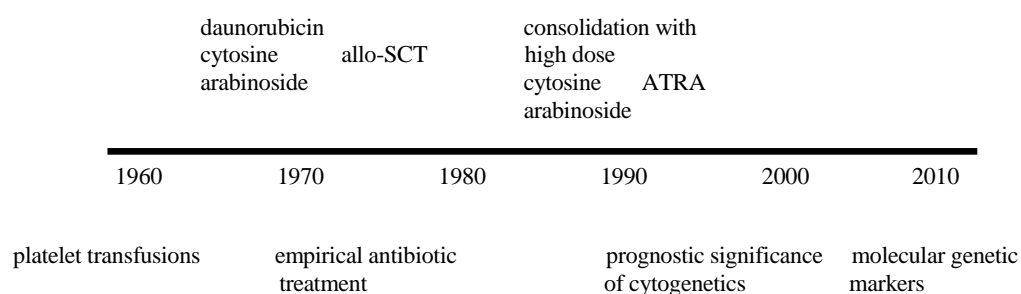 daunorubicin
cytosine
arabinoside
allo-SCT
consolidation with
high dose
cytosine
arabinoside
ATRA
1960 1970 1980 1990 2000 2010
platelet transfusions
empirical antibiotic
treatment
prognostic significance
of cytogenetics
molecular genetic
markers